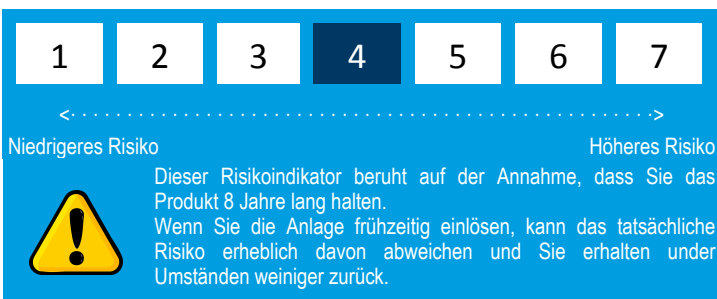 1 2 3 4 5 6 7
<· · · · · · · · · · · · · · · · · · · · · · · · · · · · · · · · · · · · · · · · · · · · · · · · · · · ·>
Niedrigeres Risiko Höheres Risiko
Dieser Risikoindikator beruht auf der Annahme, dass Sie das
Produkt 8 Jahre lang halten.
Wenn Sie die Anlage frühzeitig einlösen, kann das tatsächliche
Risiko erheblich davon abweichen und Sie erhalten under
Umständen weiniger zurück.